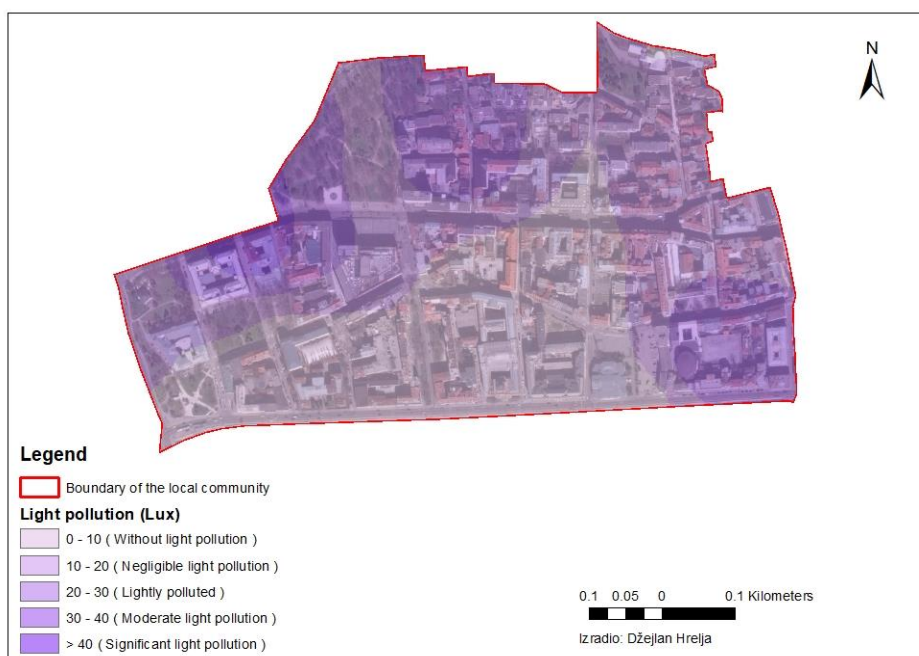 N
Legend
Boundary of the local community
Light pollution (Lux)
0 - 10 ( Without light pollution )
10 - 20 ( Negligible light pollution )
20 - 30 ( Lightly polluted )
30 - 40 ( Moderate light pollution )
> 40 ( Significant light pollution )
0.1 0.05 0 0.1 Kilometers
Izradio: Džejlan Hrelja